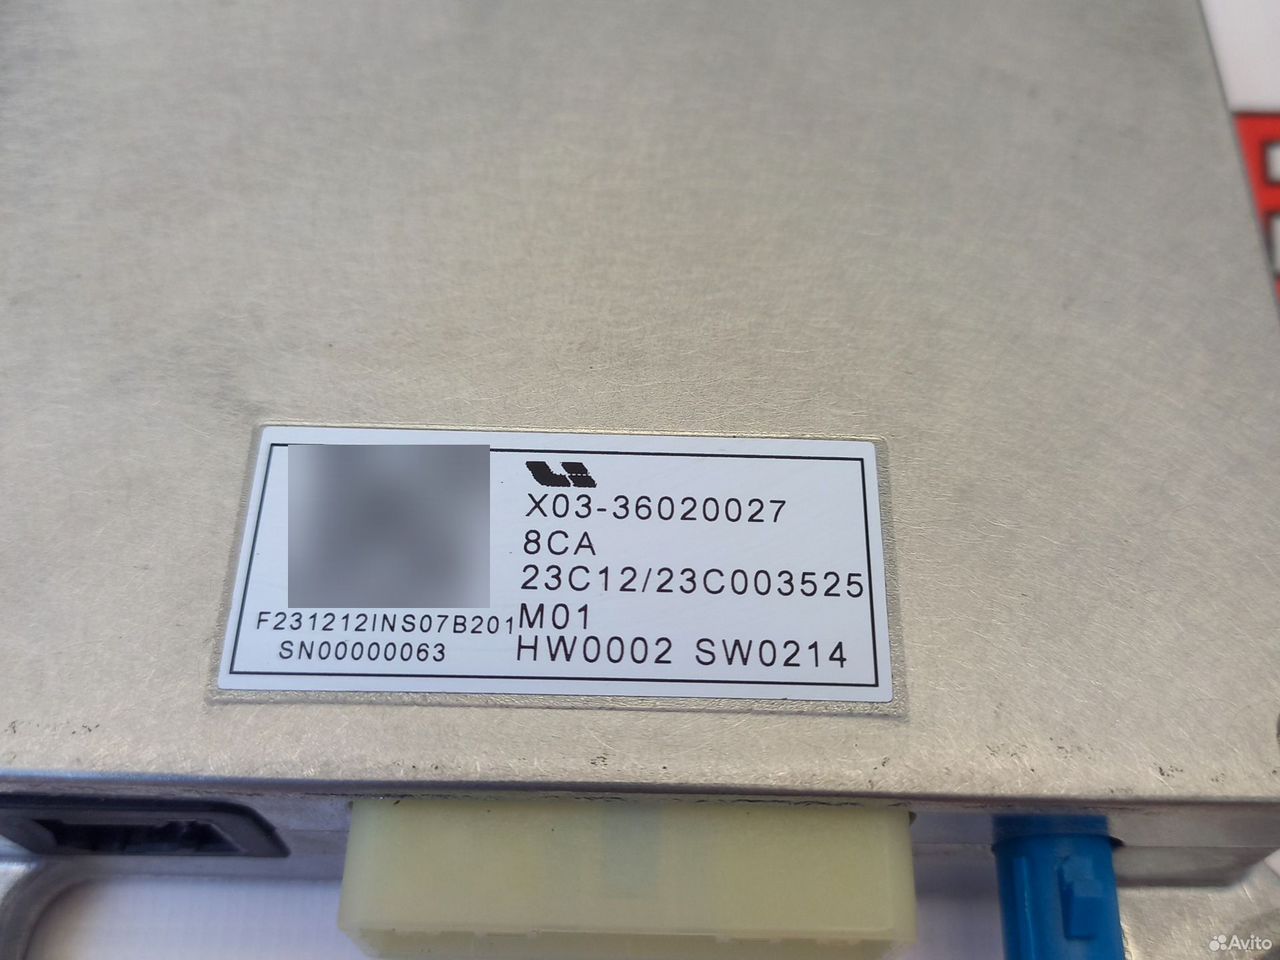 X03-36020027
8CA
23C12/23C003525
M01
HW0002 SW0214
F231212INS07B201
SN00000063
Avito